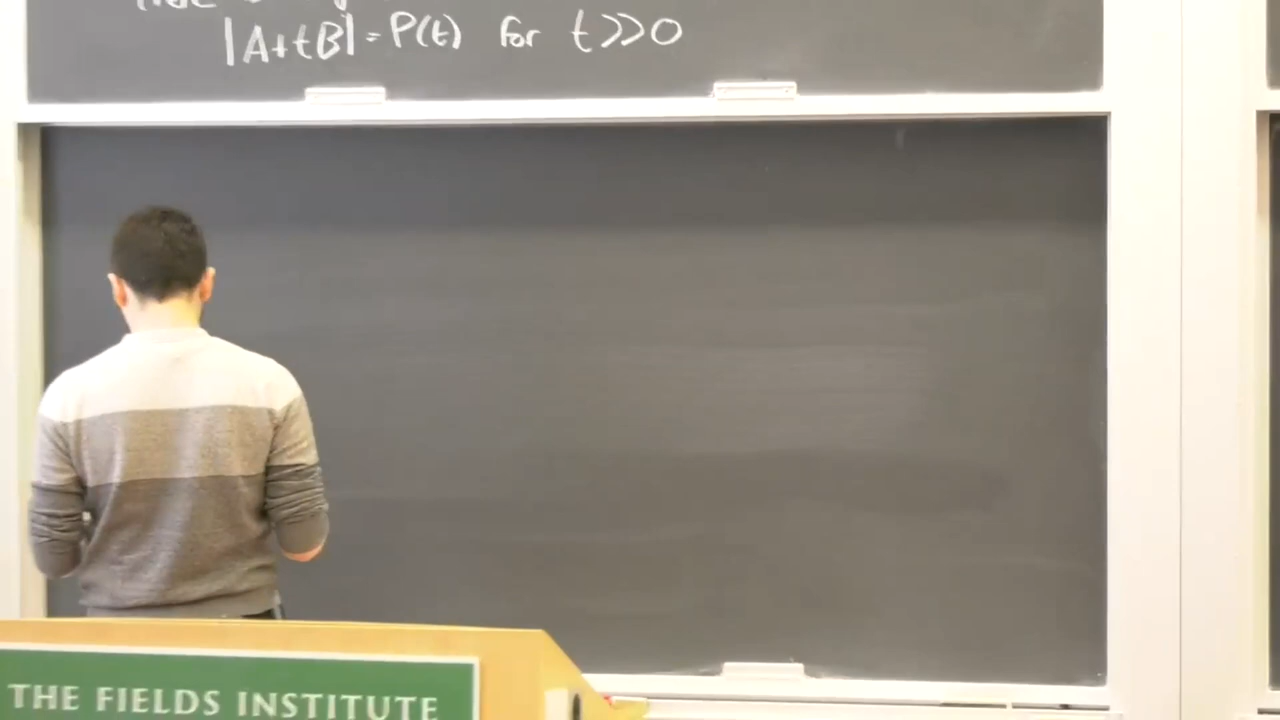 |A+tB| = P(t) for t>>0
THE FIELDS INSTITUTE